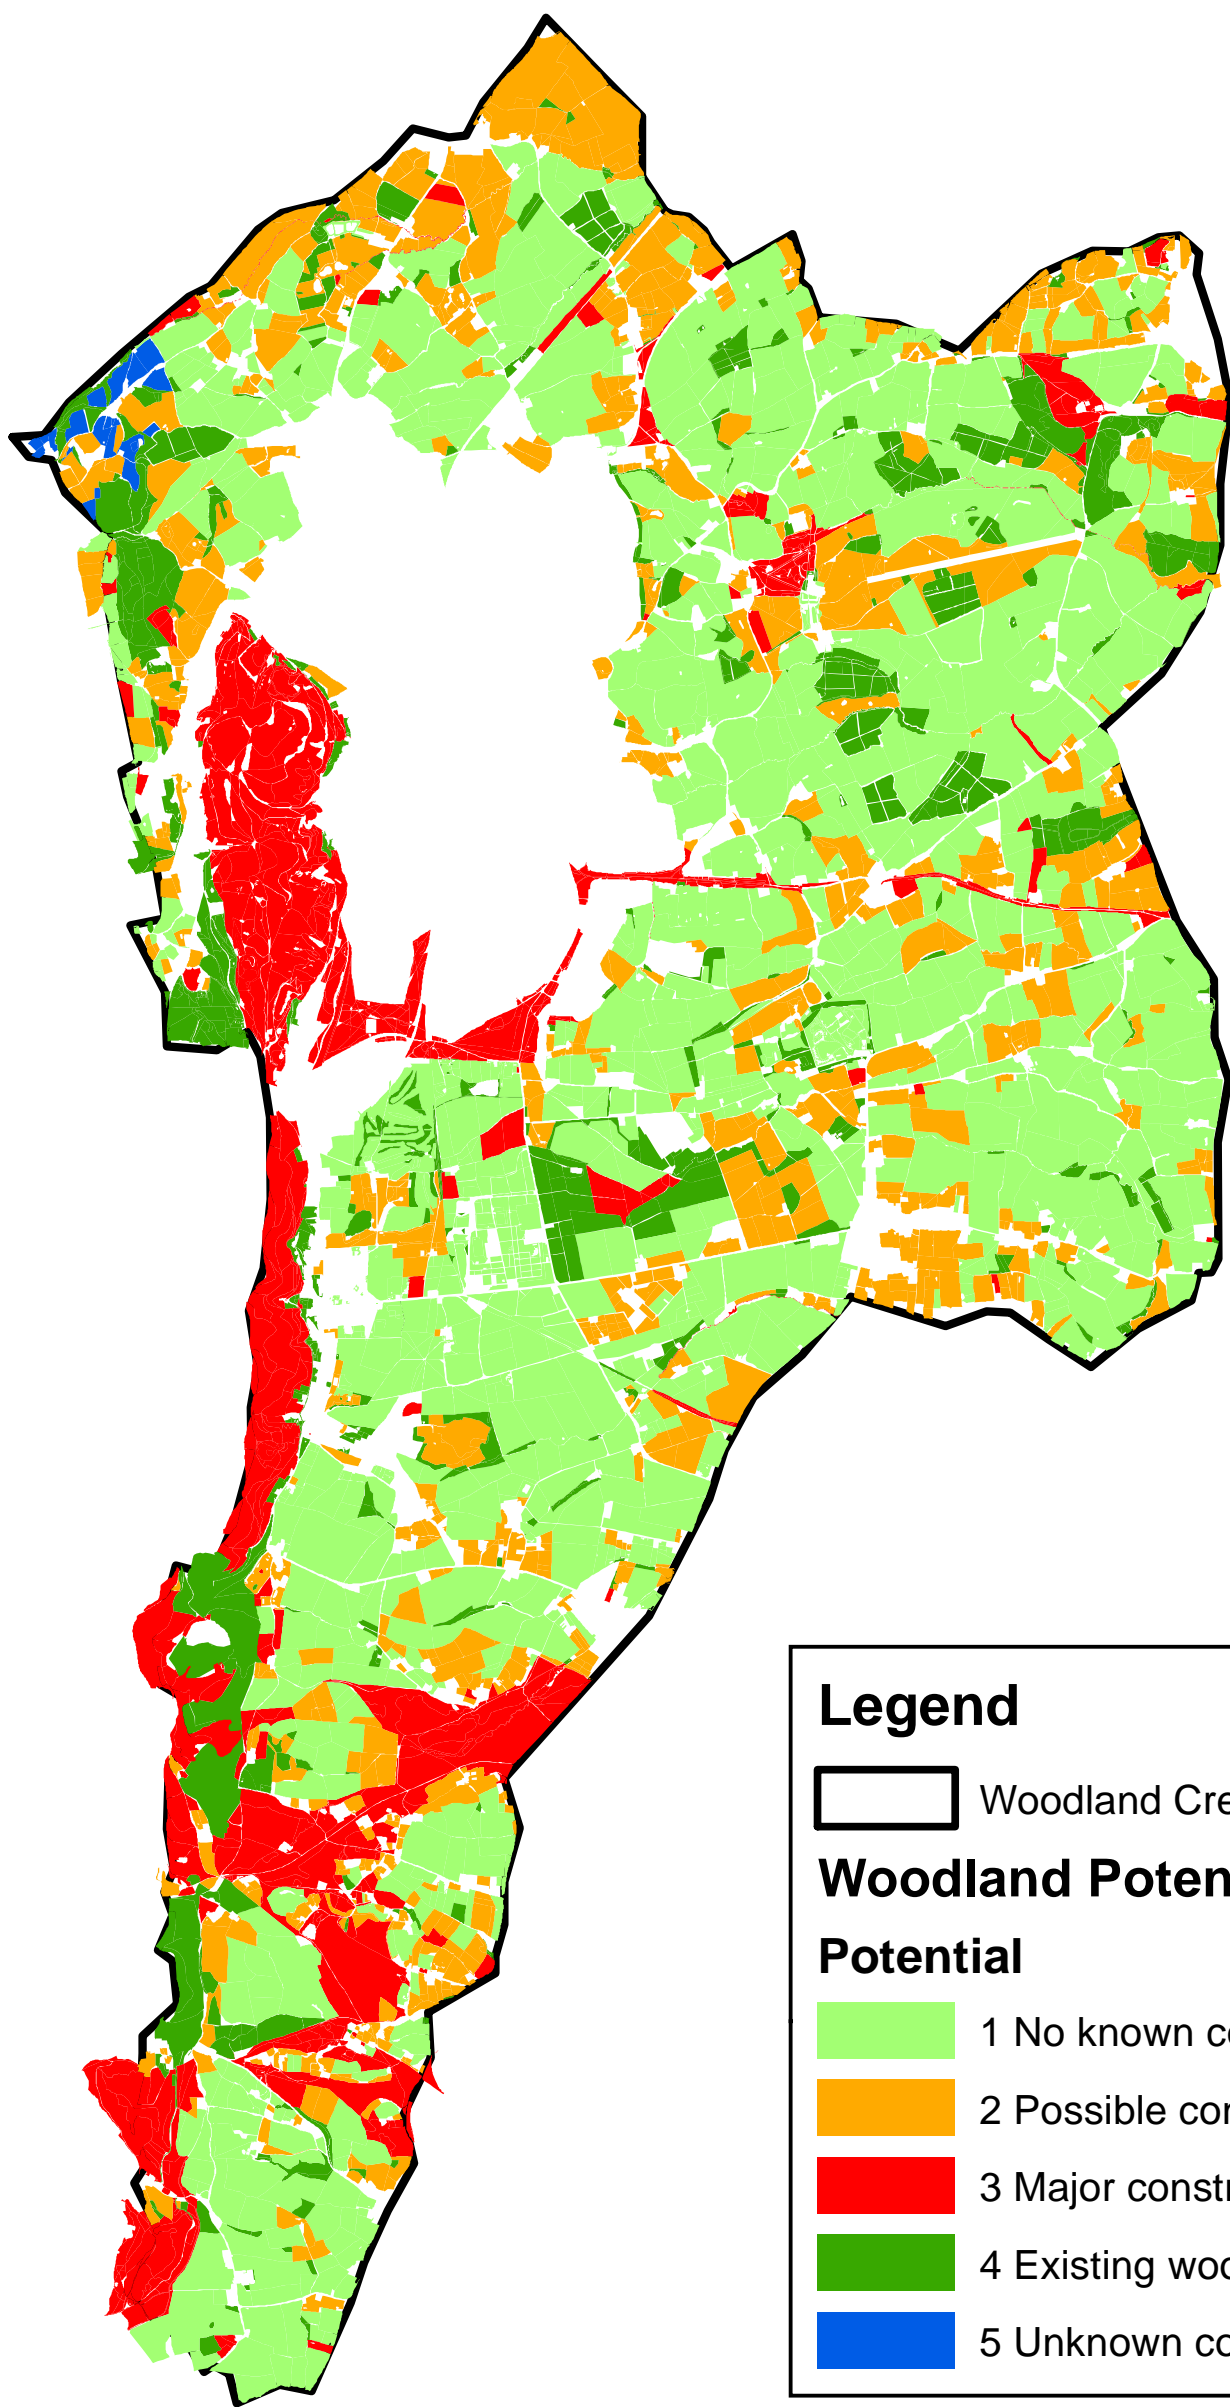 Legend
Woodland Cre
Woodland Poten
Potential
1 No known co
2 Possible con
3 Major constr
4 Existing woo
5 Unknown co